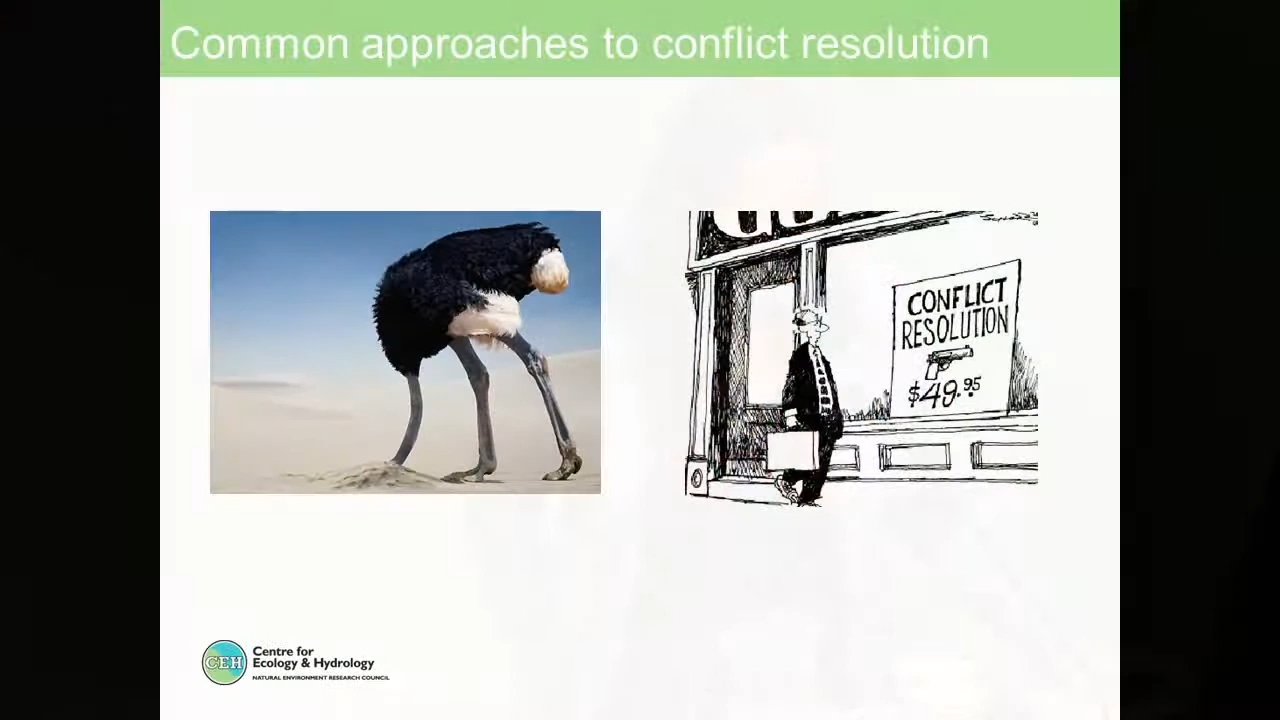 Common approaches to conflict resolution
CONFLICT
RESOLUTION
$49.95
CEH
Centre for
Ecology & Hydrology
NATURAL ENVIRONMENT RESEARCH COUNCIL